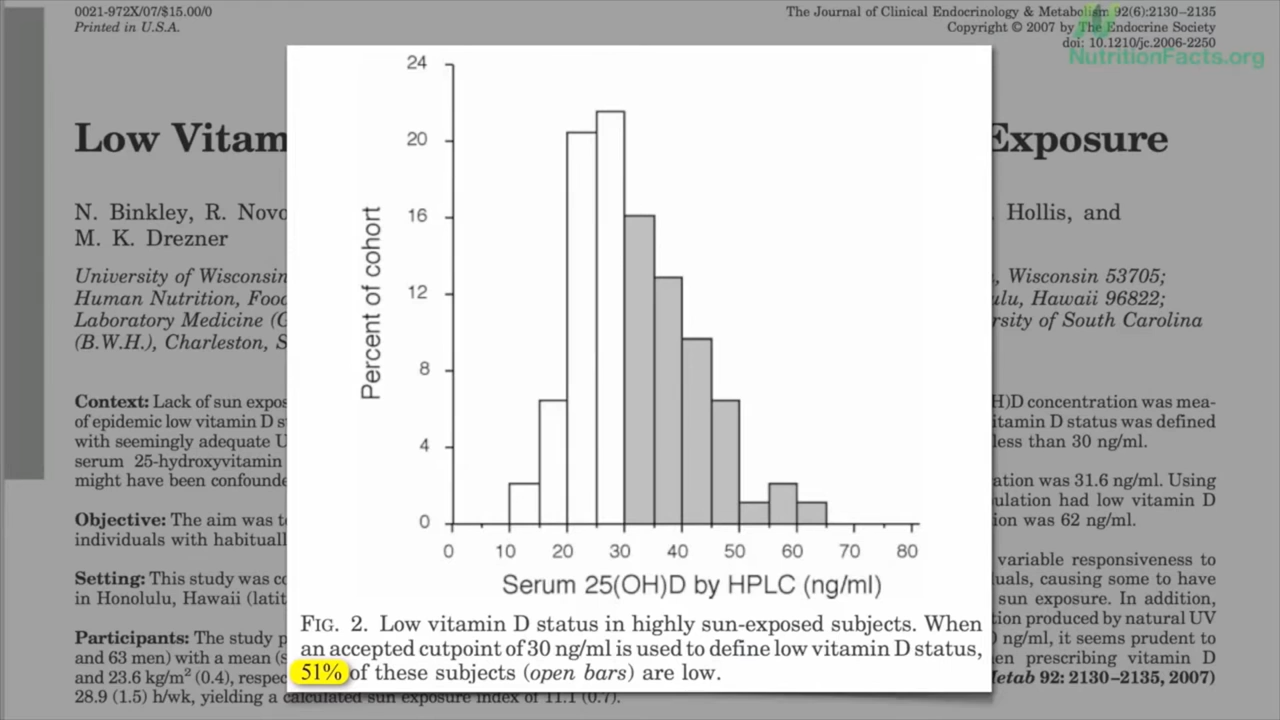 0021-972X/07/$15.00/0
Printed in U.S.A.
The Journal of Clinical Endocrinology & Metabolism 92(6):2130–2135
Copyright © 2007 by The Endocrine Society
doi: 10.1210/jc.2006-2250
NutritionFacts.org
Low Vitam
Exposure
N. Binkley, R. Novo
. Hollis, and
M. K. Drezner
University of Wisconsin
, Wisconsin 53705;
Human Nutrition, Food
ulu, Hawaii 96822;
Laboratory Medicine (G
rsity of South Carolina
(B.W.H.), Charleston, S
Context: Lack of sun expos
of epidemic low vitamin D s
with seemingly adequate U
serum 25-hydroxyvitamin
might have been confounde
Objective: The aim was t
individuals with habituall
Setting: This study was co
in Honolulu, Hawaii (latit
Participants: The study p
and 63 men) with a mean (s
and 23.6 kg/m² (0.4), respec
28.9 (1.5) h/wk, yielding a calculated sun exposure index of 11.1 (0.7).
H)D concentration was mea-
itamin D status was defined
less than 30 ng/ml.
ation was 31.6 ng/ml. Using
ulation had low vitamin D
ion was 62 ng/ml.
variable responsiveness to
uals, causing some to have
sun exposure. In addition,
ion produced by natural UV
0 ng/ml, it seems prudent to
en prescribing vitamin D
etab 92: 2130–2135, 2007)
24
20
16
12
8
4
0
Percent of cohort
0 10 20 30 40 50 60 70 80
Serum 25(OH)D by HPLC (ng/ml)
FIG. 2. Low vitamin D status in highly sun-exposed subjects. When
an accepted cutpoint of 30 ng/ml is used to define low vitamin D status,
51% of these subjects (open bars) are low.